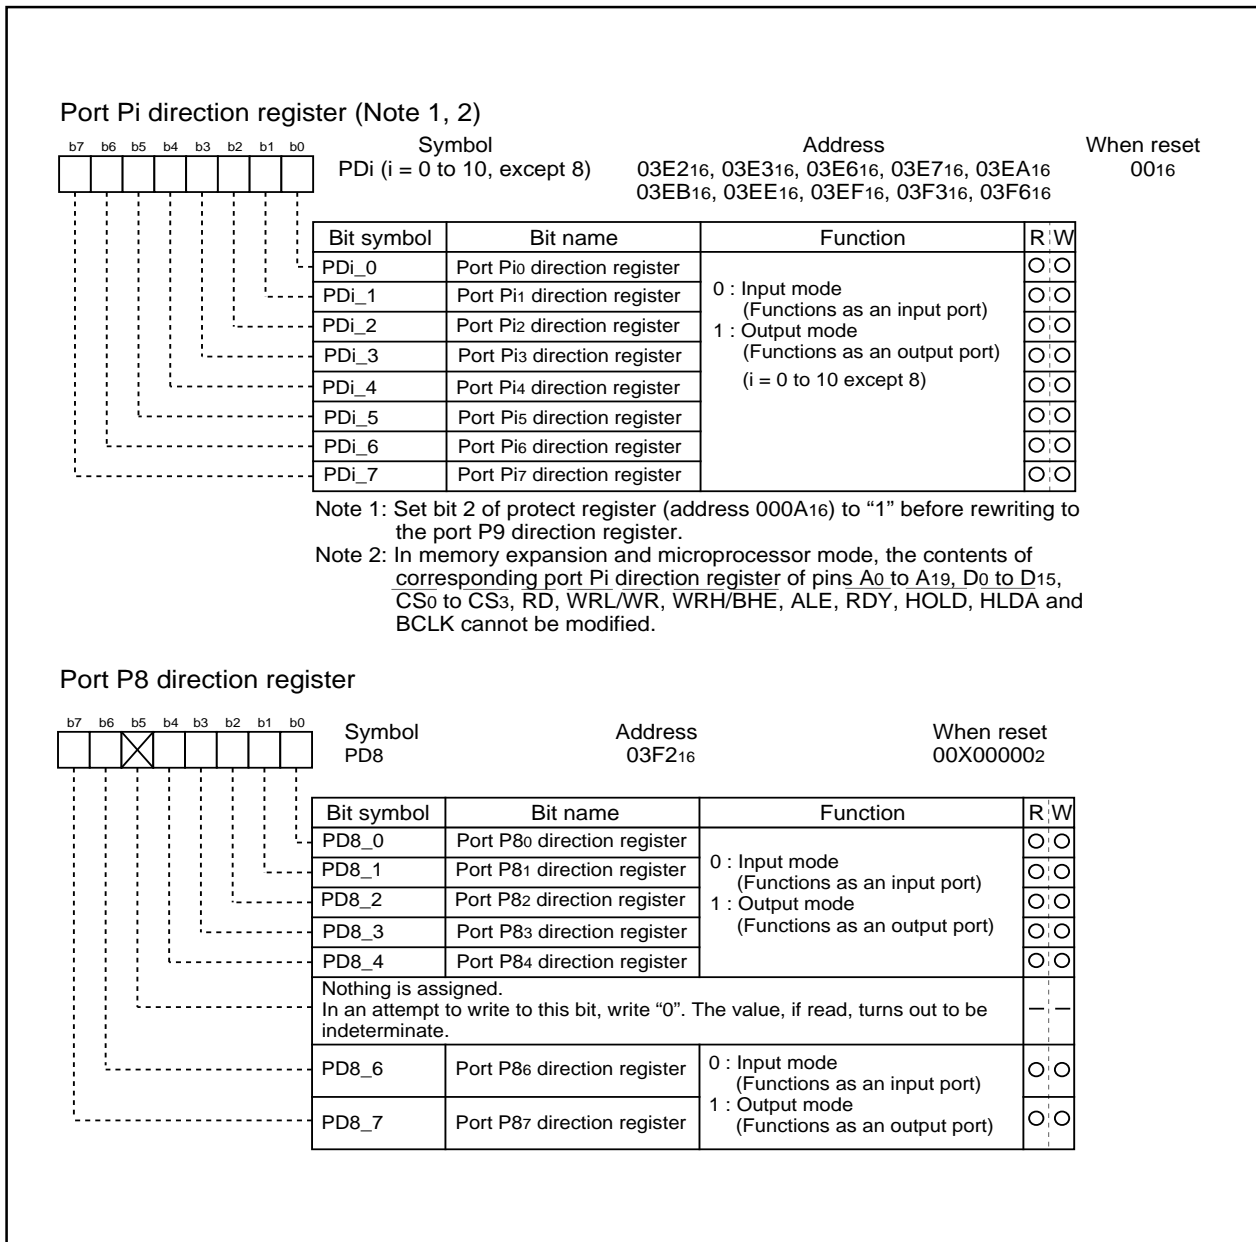 Port Pi direction register (Note 1, 2)
b7 b6 b5 b4 b3 b2 b1 b0
Symbol Address When reset
PDi (i = 0 to 10, except 8) 03E216, 03E316, 03E616, 03E716, 03EA16 0016
03EB16, 03EE16, 03EF16, 03F316, 03F616
Bit symbol Bit name Function R W
PDi_0 Port Pi0 direction register
PDi_1 Port Pi1 direction register
PDi_2 Port Pi2 direction register
PDi_3 Port Pi3 direction register
PDi_4 Port Pi4 direction register
PDi_5 Port Pi5 direction register
PDi_6 Port Pi6 direction register
PDi_7 Port Pi7 direction register
0 : Input mode
(Functions as an input port)
1 : Output mode
(Functions as an output port)
(i = 0 to 10 except 8)
Note 1: Set bit 2 of protect register (address 000A16) to “1” before rewriting to
the port P9 direction register.
Note 2: In memory expansion and microprocessor mode, the contents of
corresponding port Pi direction register of pins A0 to A19, D0 to D15,
CS0 to CS3, RD, WRL/WR, WRH/BHE, ALE, RDY, HOLD, HLDA and
BCLK cannot be modified.
Port P8 direction register
b7 b6 b5 b4 b3 b2 b1 b0
Symbol Address When reset
PD8 03F216 00X000002
Bit symbol Bit name Function R W
PD8_0 Port P80 direction register
PD8_1 Port P81 direction register
PD8_2 Port P82 direction register
PD8_3 Port P83 direction register
PD8_4 Port P84 direction register
0 : Input mode
(Functions as an input port)
1 : Output mode
(Functions as an output port)
Nothing is assigned.
In an attempt to write to this bit, write “0”. The value, if read, turns out to be
indeterminate.
PD8_6 Port P86 direction register
PD8_7 Port P87 direction register
0 : Input mode
(Functions as an input port)
1 : Output mode
(Functions as an output port)